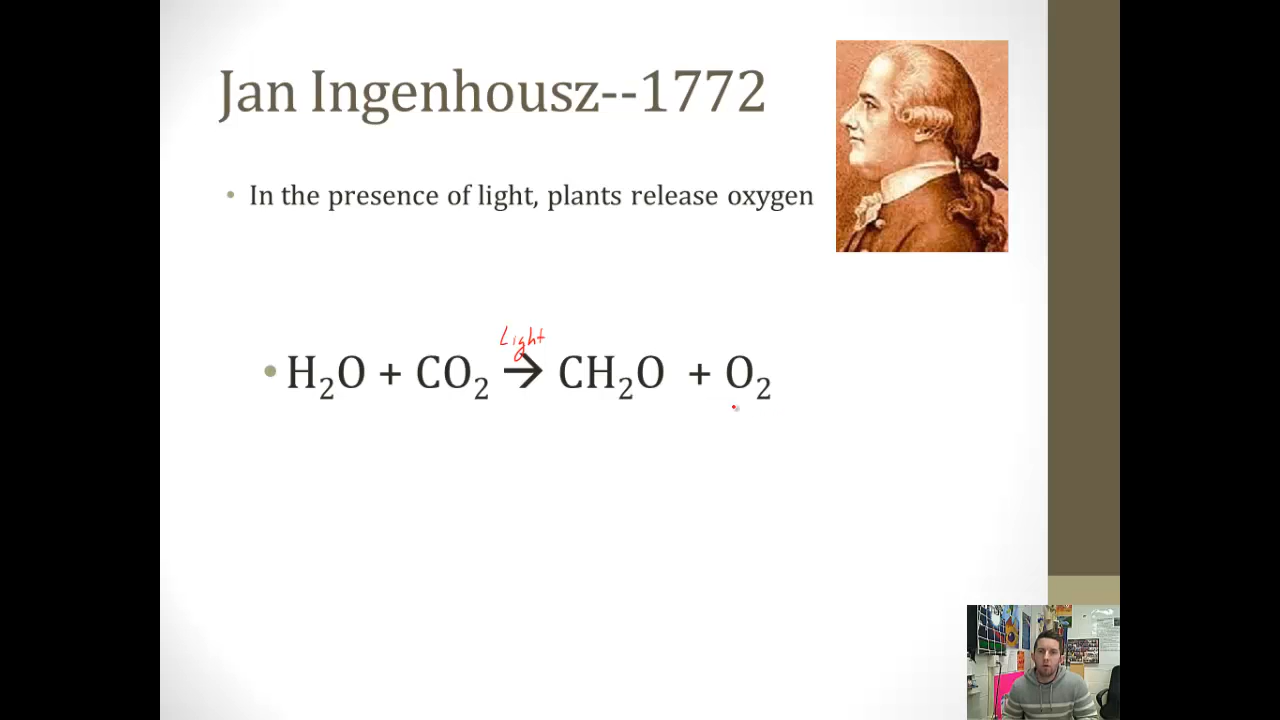 Jan Ingenhousz--1772
• In the presence of light, plants release oxygen
Light
• H₂O + CO₂ → CH₂O + O₂